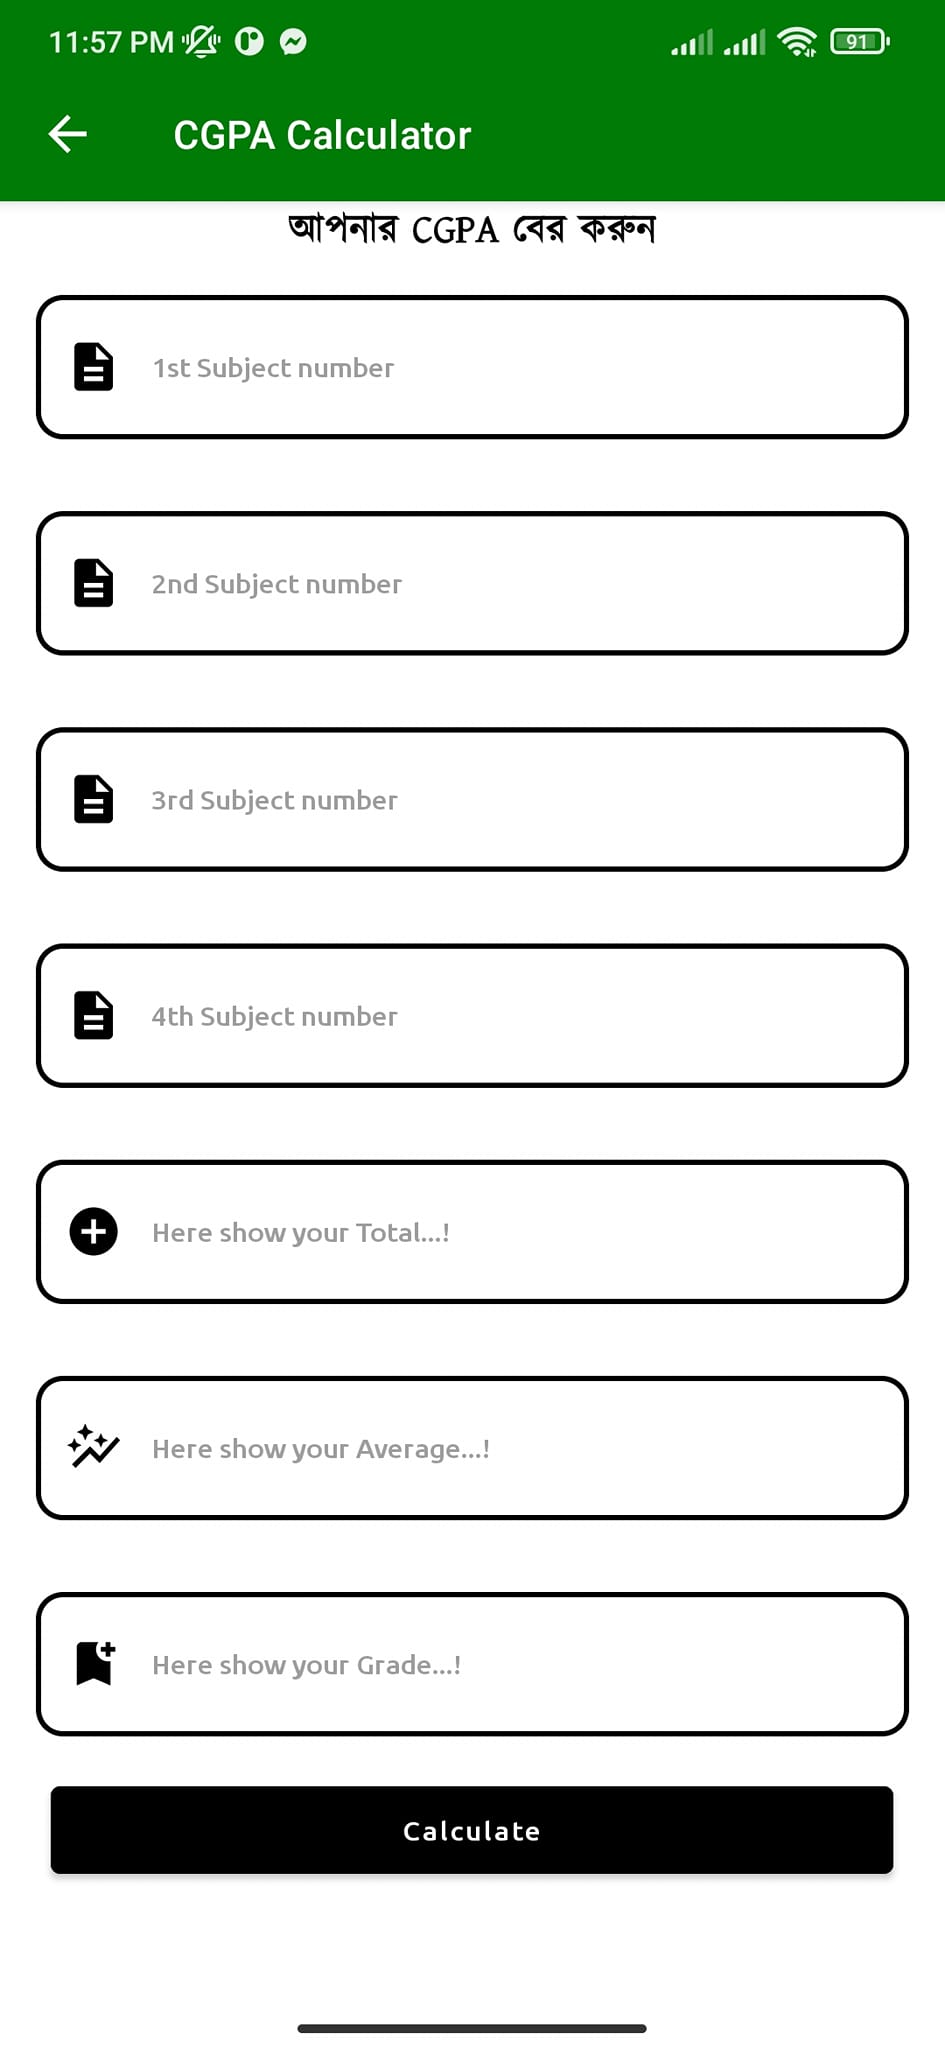 11:57 PM 91
CGPA Calculator
আপনার CGPA বের করুন
1st Subject number
2nd Subject number
3rd Subject number
4th Subject number
Here show your Total...!
Here show your Average...!
Here show your Grade...!
Calculate